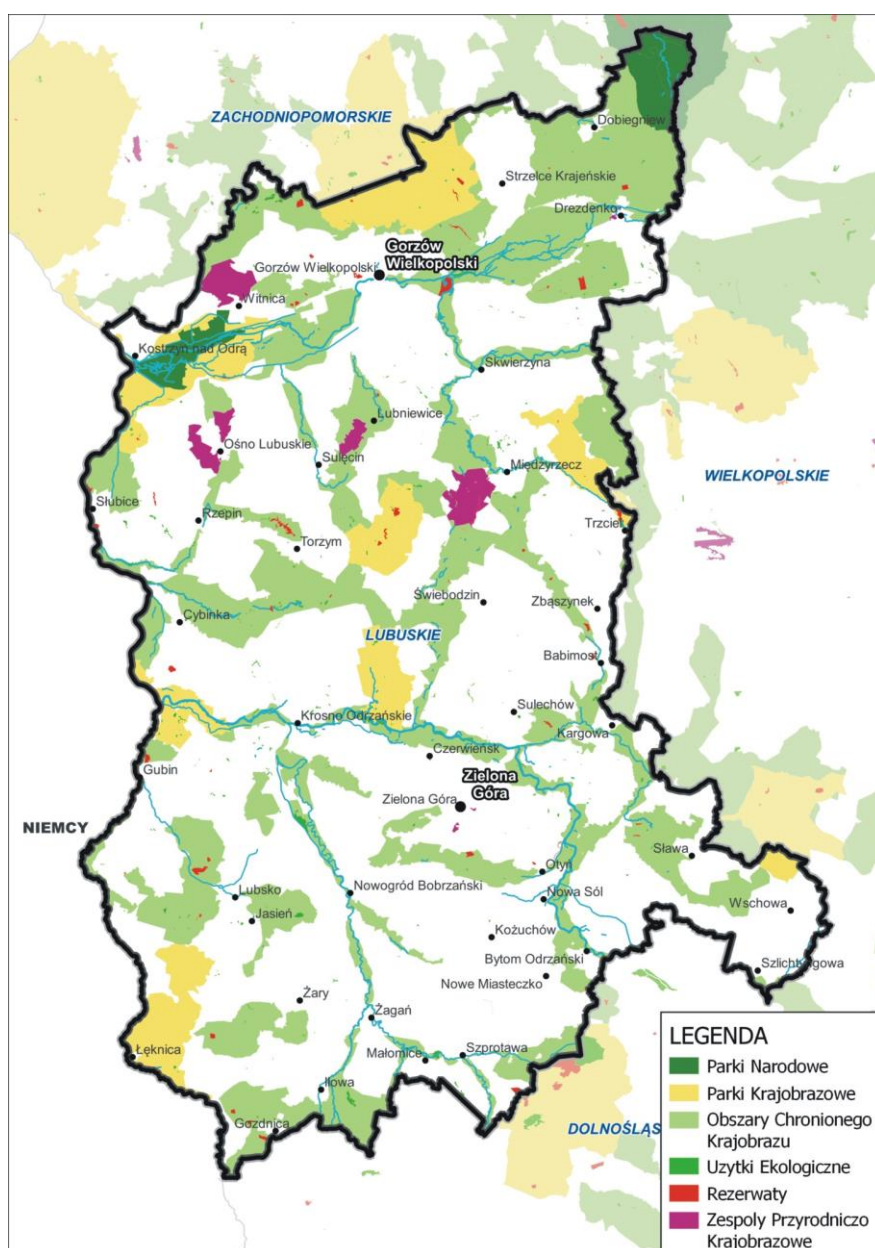 ZACHODNIOPOMORSKIE
Dobiegniew
Strzelce Krajeńskie
Drezdenko
Gorzów
Wielkopolski
Gorzów Wielkopolski
Witnica
Kostrzyn nad Odrą
Skwierzyna
Lubniewice
Ośno Lubuskie
Sulęcin
Międzyrzecz
WIELKOPOLSKIE
Słubice
Rzepin
Trzciel
Torzym
Świebodzin
Zbąszynek
Cybinka
LUBUSKIE
Babimost
Sulechów
Krosno Odrzańskie
Kargowa
Czerwieńsk
Gubin
Zielona
Góra
Zielona Góra
NIEMCY
Sława
Otyń
Lubsko
Nowogród Bobrzański
Nowa Sól
Wschowa
Jasień
Kożuchów
Bytom Odrzański
Szlichtyngowa
Nowe Miasteczko
Żary
Żagań
Łęknica
Małomice
Szprotawa
Iłowa
Gozdnica
DOLNOŚLĄS
LEGENDA
Parki Narodowe
Parki Krajobrazowe
Obszary Chronionego
Krajobrazu
Uzytki Ekologiczne
Rezerwaty
Zespoly Przyrodniczo
Krajobrazowe